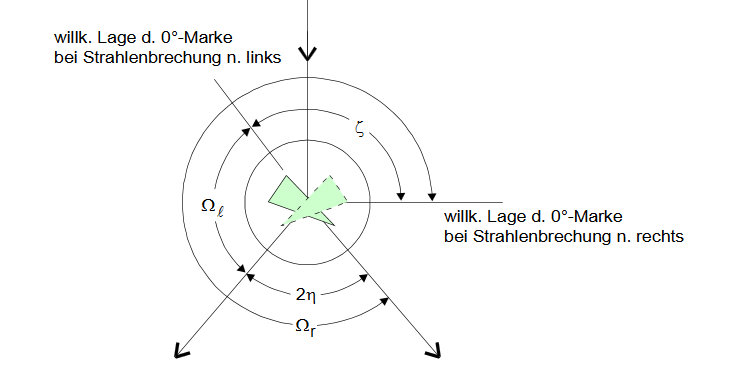 willk. Lage d. 0°-Marke
bei Strahlenbrechung n. links
ζ
Ωℓ
willk. Lage d. 0°-Marke
bei Strahlenbrechung n. rechts
2η
Ωr